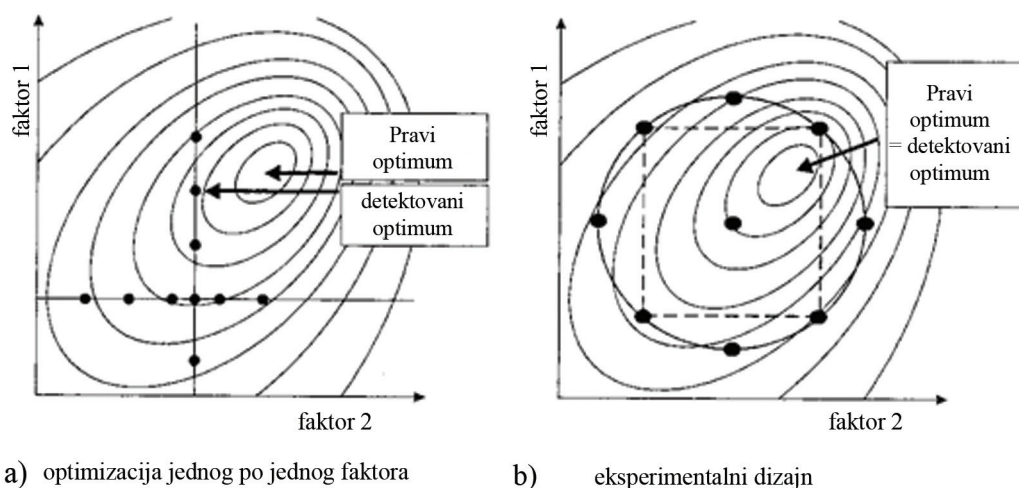 faktor 1
Pravi
optimum
detektovani
optimum
faktor 2
a) optimizacija jednog po jednog faktora
faktor 1
Pravi
optimum
= detektovani
optimum
faktor 2
b) eksperimentalni dizajn